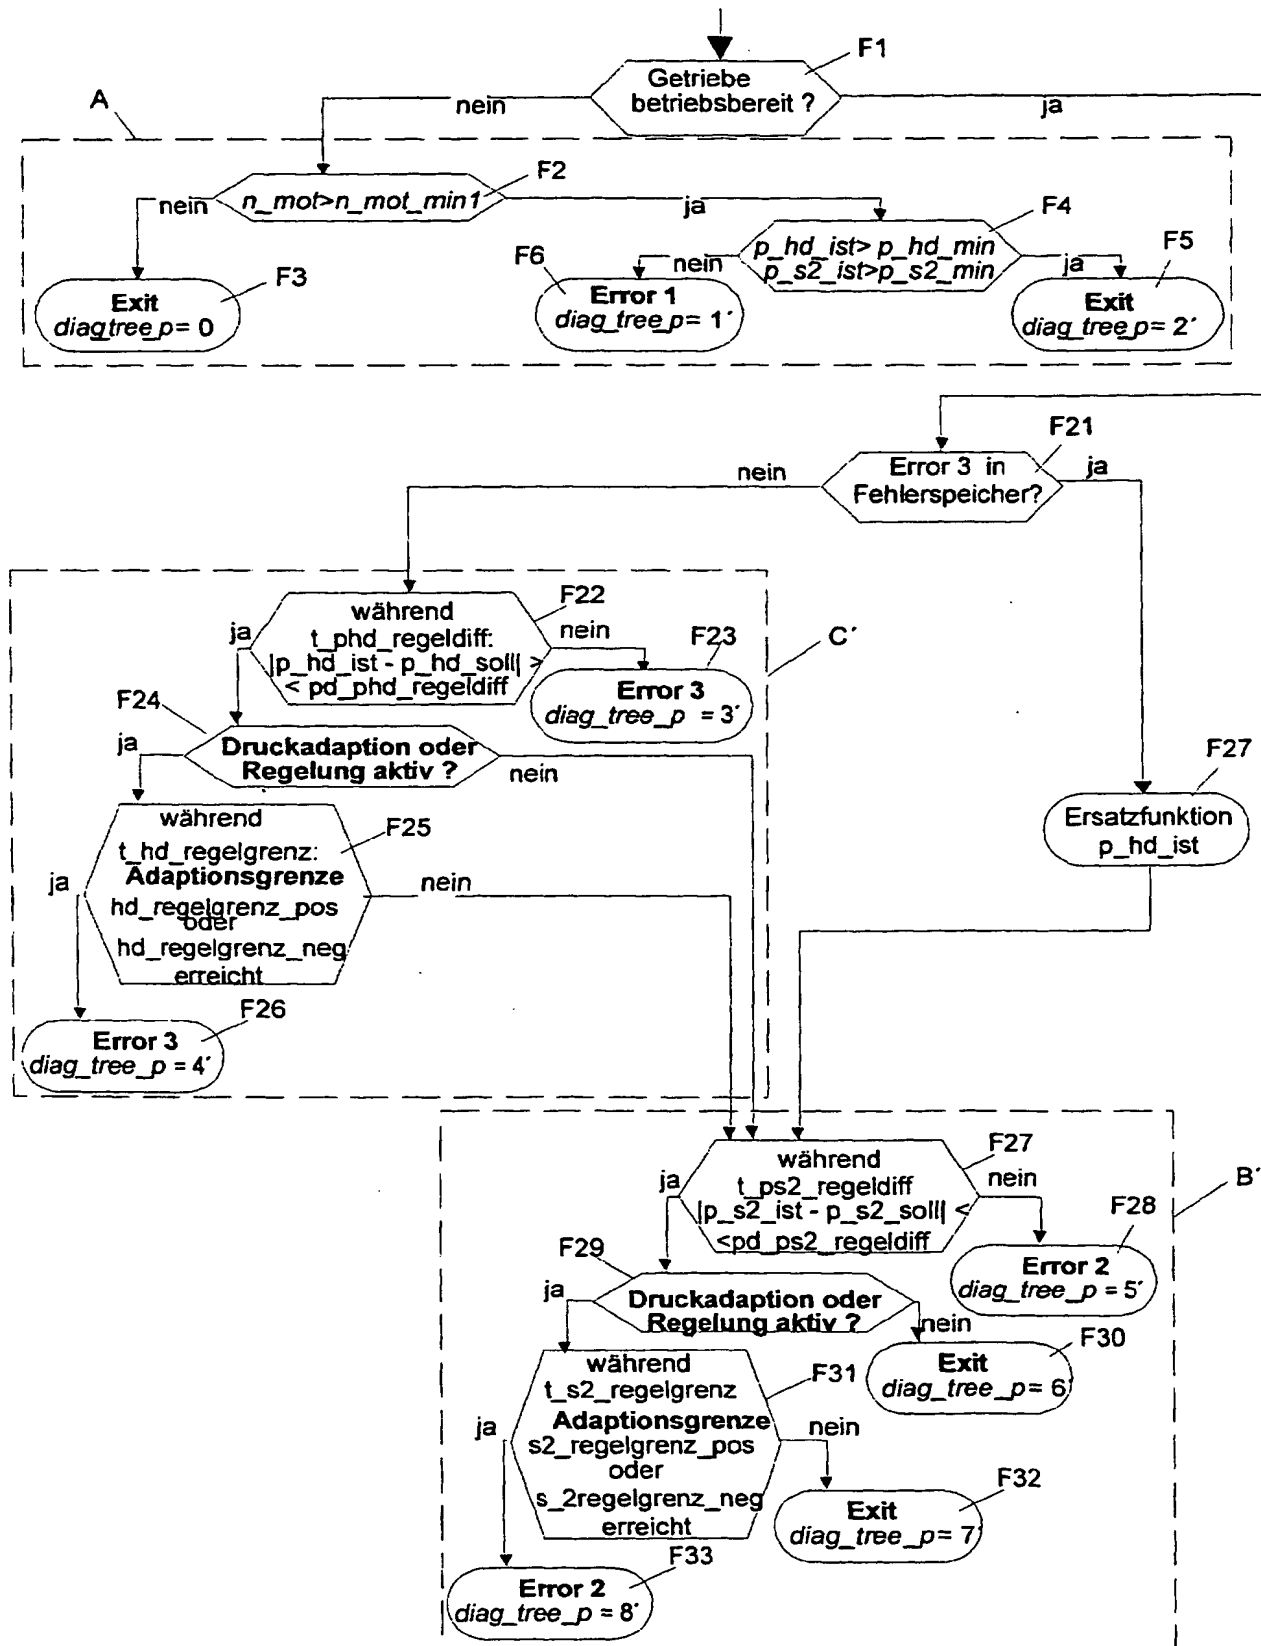 F1
Getriebe
betriebsbereit ?
nein
ja
A
F2
n_mot>n_mot_min1
nein
ja
F4
p_hd_ist> p_hd_min
p_s2_ist>p_s2_min
F3
Exit
diag_tree_p= 0
F6
nein
Error 1
diag_tree_p= 1´
ja
F5
Exit
diag_tree_p= 2´
F21
Error 3 in
Fehlerspeicher?
nein
ja
F22
während
t_phd_regeldiff:
|p_hd_ist - p_hd_soll| >
< pd_phd_regeldiff
ja
nein
F23
Error 3
diag_tree_p = 3´
C´
F24
Druckadaption oder
Regelung aktiv ?
ja
nein
F27
Ersatzfunktion
p_hd_ist
F25
während
t_hd_regelgrenz:
Adaptionsgrenze
hd_regelgrenz_pos
oder
hd_regelgrenz_neg
erreicht
ja
nein
F26
Error 3
diag_tree_p = 4´
F27
während
t_ps2_regeldiff
|p_s2_ist - p_s2_soll| <
<pd_ps2_regeldiff
ja
nein
B´
F28
Error 2
diag_tree_p = 5´
F29
Druckadaption oder
Regelung aktiv ?
ja
nein
F30
Exit
diag_tree_p= 6´
F31
während
t_s2_regelgrenz
Adaptionsgrenze
s2_regelgrenz_pos
oder
s_2regelgrenz_neg
erreicht
ja
nein
F32
Exit
diag_tree_p= 7´
F33
Error 2
diag_tree_p = 8´